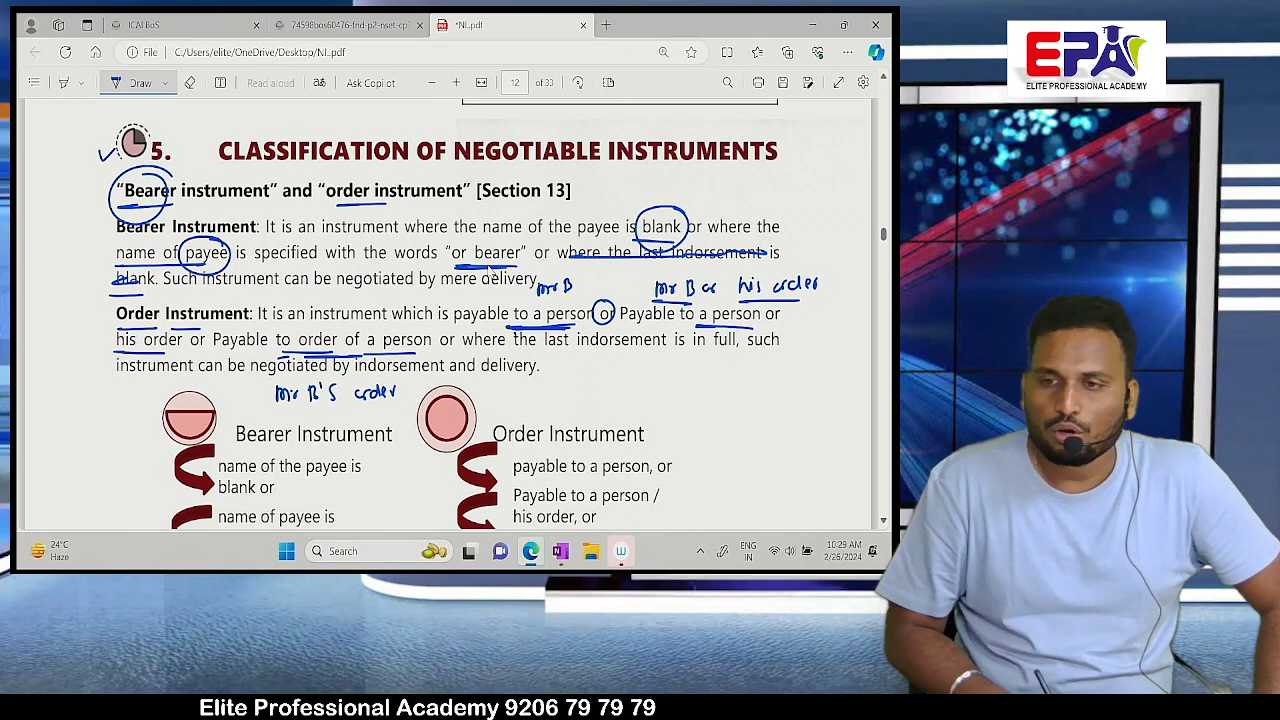 ICAI BoS
74598bos60476-fnd-p2-nset-cp7
*NI..pdf
File
C:/Users/elite/OneDrive/Desktop/NI..pdf
Draw
Read aloud
12
of 33
EPA
ELITE PROFESSIONAL ACADEMY
5. CLASSIFICATION OF NEGOTIABLE INSTRUMENTS
“Bearer instrument” and “order instrument” [Section 13]
Bearer Instrument: It is an instrument where the name of the payee is blank or where the
name of payee is specified with the words “or bearer” or where the last indorsement is
blank. Such instrument can be negotiated by mere delivery.
Mr B
Mr B or his order
Order Instrument: It is an instrument which is payable to a person or Payable to a person or
his order or Payable to order of a person or where the last indorsement is in full, such
instrument can be negotiated by indorsement and delivery.
Mr B's order
Bearer Instrument
Order Instrument
name of the payee is
blank or
payable to a person, or
Payable to a person /
his order, or
name of payee is
24°C
Haze
Search
ENG
IN
10:29 AM
2/26/2024
Elite Professional Academy 9206 79 79 79